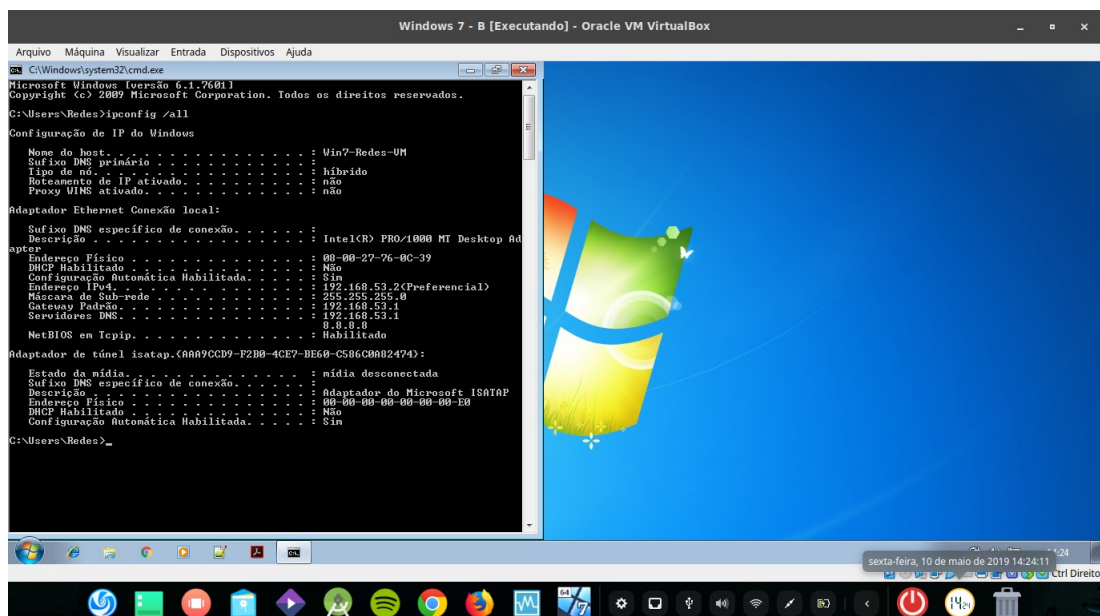 Windows 7 - B [Executando] - Oracle VM VirtualBox
Arquivo Máquina Visualizar Entrada Dispositivos Ajuda
C:\Windows\system32\cmd.exe
Microsoft Windows [versão 6.1.7601]
Copyright (c) 2009 Microsoft Corporation. Todos os direitos reservados.
C:\Users\Redes>ipconfig /all
Configuração de IP do Windows
Nome do host. . . . . . . . . . . . . . . . : Win7-Redes-VM
Sufixo DNS primário . . . . . . . . . . . . :
Tipo de nó. . . . . . . . . . . . . . . . . : híbrido
Roteamento de IP ativado. . . . . . . . . . : não
Proxy WINS ativado. . . . . . . . . . . . . : não
Adaptador Ethernet Conexão local:
Sufixo DNS específico de conexão. . . . . . :
Descrição . . . . . . . . . . . . . . . . . : Intel(R) PRO/1000 MT Desktop Ad
apter
Endereço Físico . . . . . . . . . . . . . . : 08-00-27-76-0C-39
DHCP Habilitado . . . . . . . . . . . . . . : Não
Configuração Automática Habilitada. . . . . : Sim
Endereço IPv4. . . . . . . . . . . . . . . : 192.168.53.2(Preferencial)
Máscara de Sub-rede . . . . . . . . . . . . : 255.255.255.0
Gateway Padrão. . . . . . . . . . . . . . . : 192.168.53.1
Servidores DNS. . . . . . . . . . . . . . . : 192.168.53.1
8.8.8.8
NetBIOS em Tcpip. . . . . . . . . . . . . . : Habilitado
Adaptador de túnel isatap.{AAA9CCD9-F2B0-4CE7-BE60-C586C0A82474}:
Estado da mídia. . . . . . . . . . . . . . : mídia desconectada
Sufixo DNS específico de conexão. . . . . . :
Descrição . . . . . . . . . . . . . . . . . : Adaptador do Microsoft ISATAP
Endereço Físico . . . . . . . . . . . . . . : 00-00-00-00-00-00-00-E0
DHCP Habilitado . . . . . . . . . . . . . . : Não
Configuração Automática Habilitada. . . . . : Sim
C:\Users\Redes>_
sexta-feira, 10 de maio de 2019 14:24:11
Ctrl Direito
64
7